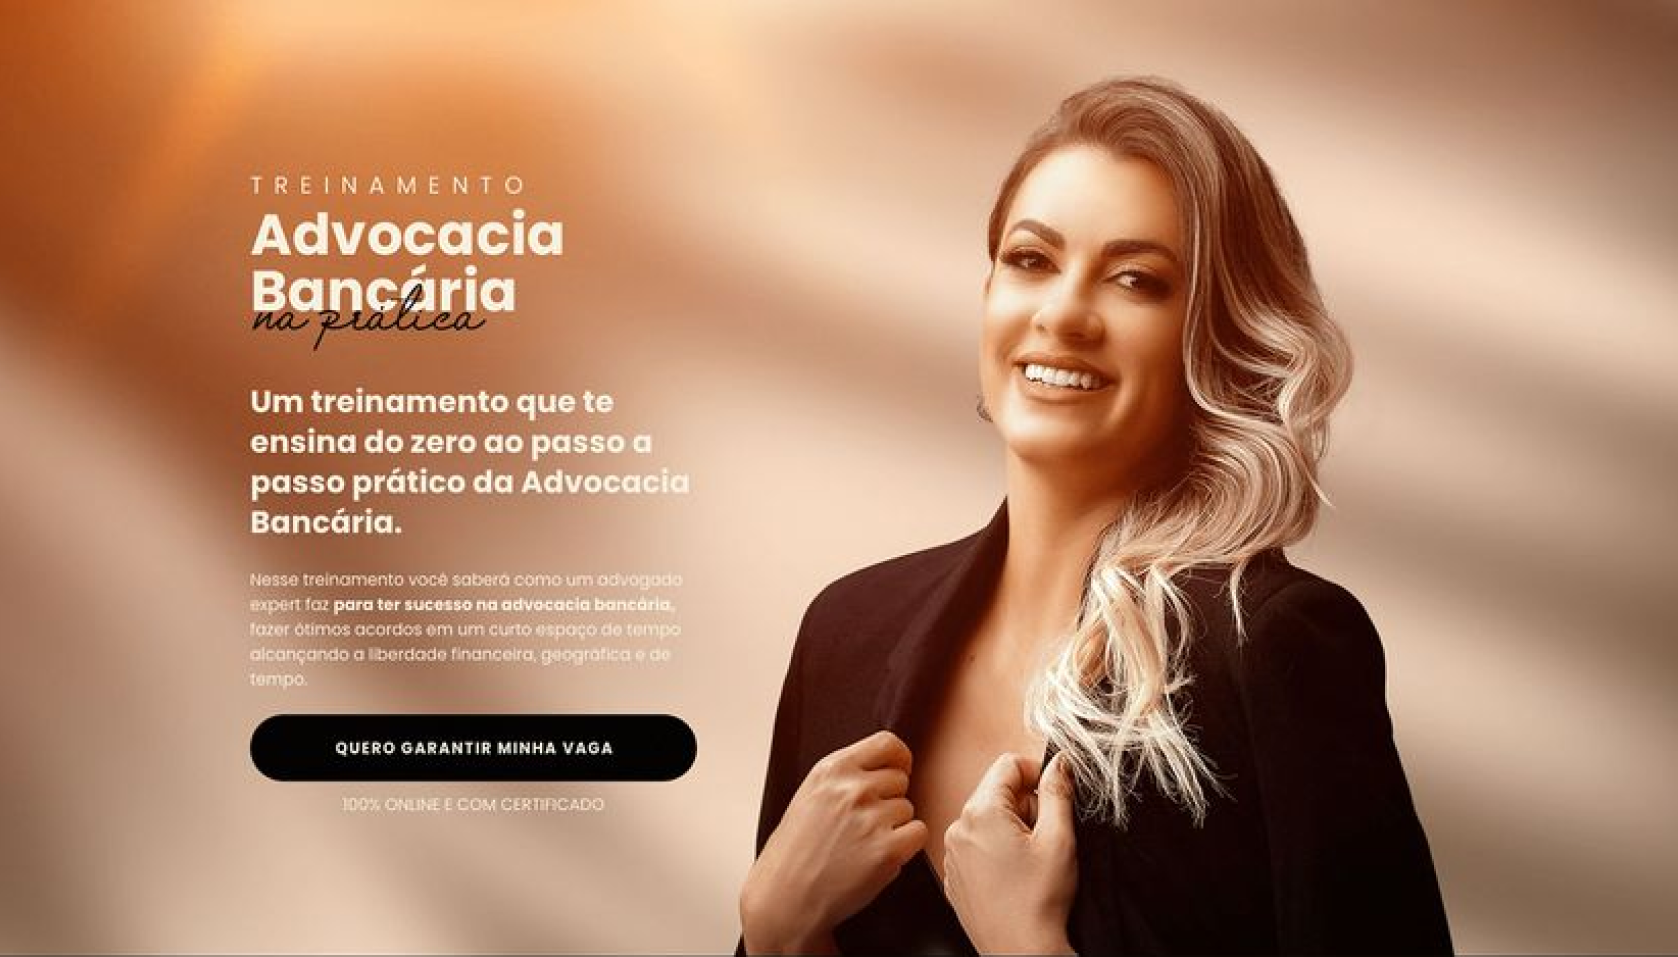 TREINAMENTO
Advocacia
Bancária
na prática
Um treinamento que te
ensina do zero ao passo a
passo prático da Advocacia
Bancária.
Nesse treinamento você saberá como um advogado
expert faz para ter sucesso na advocacia bancária,
fazer ótimos acordos em um curto espaço de tempo
alcançando a liberdade financeira, geográfica e de
tempo.
QUERO GARANTIR MINHA VAGA
100% ONLINE E COM CERTIFICADO